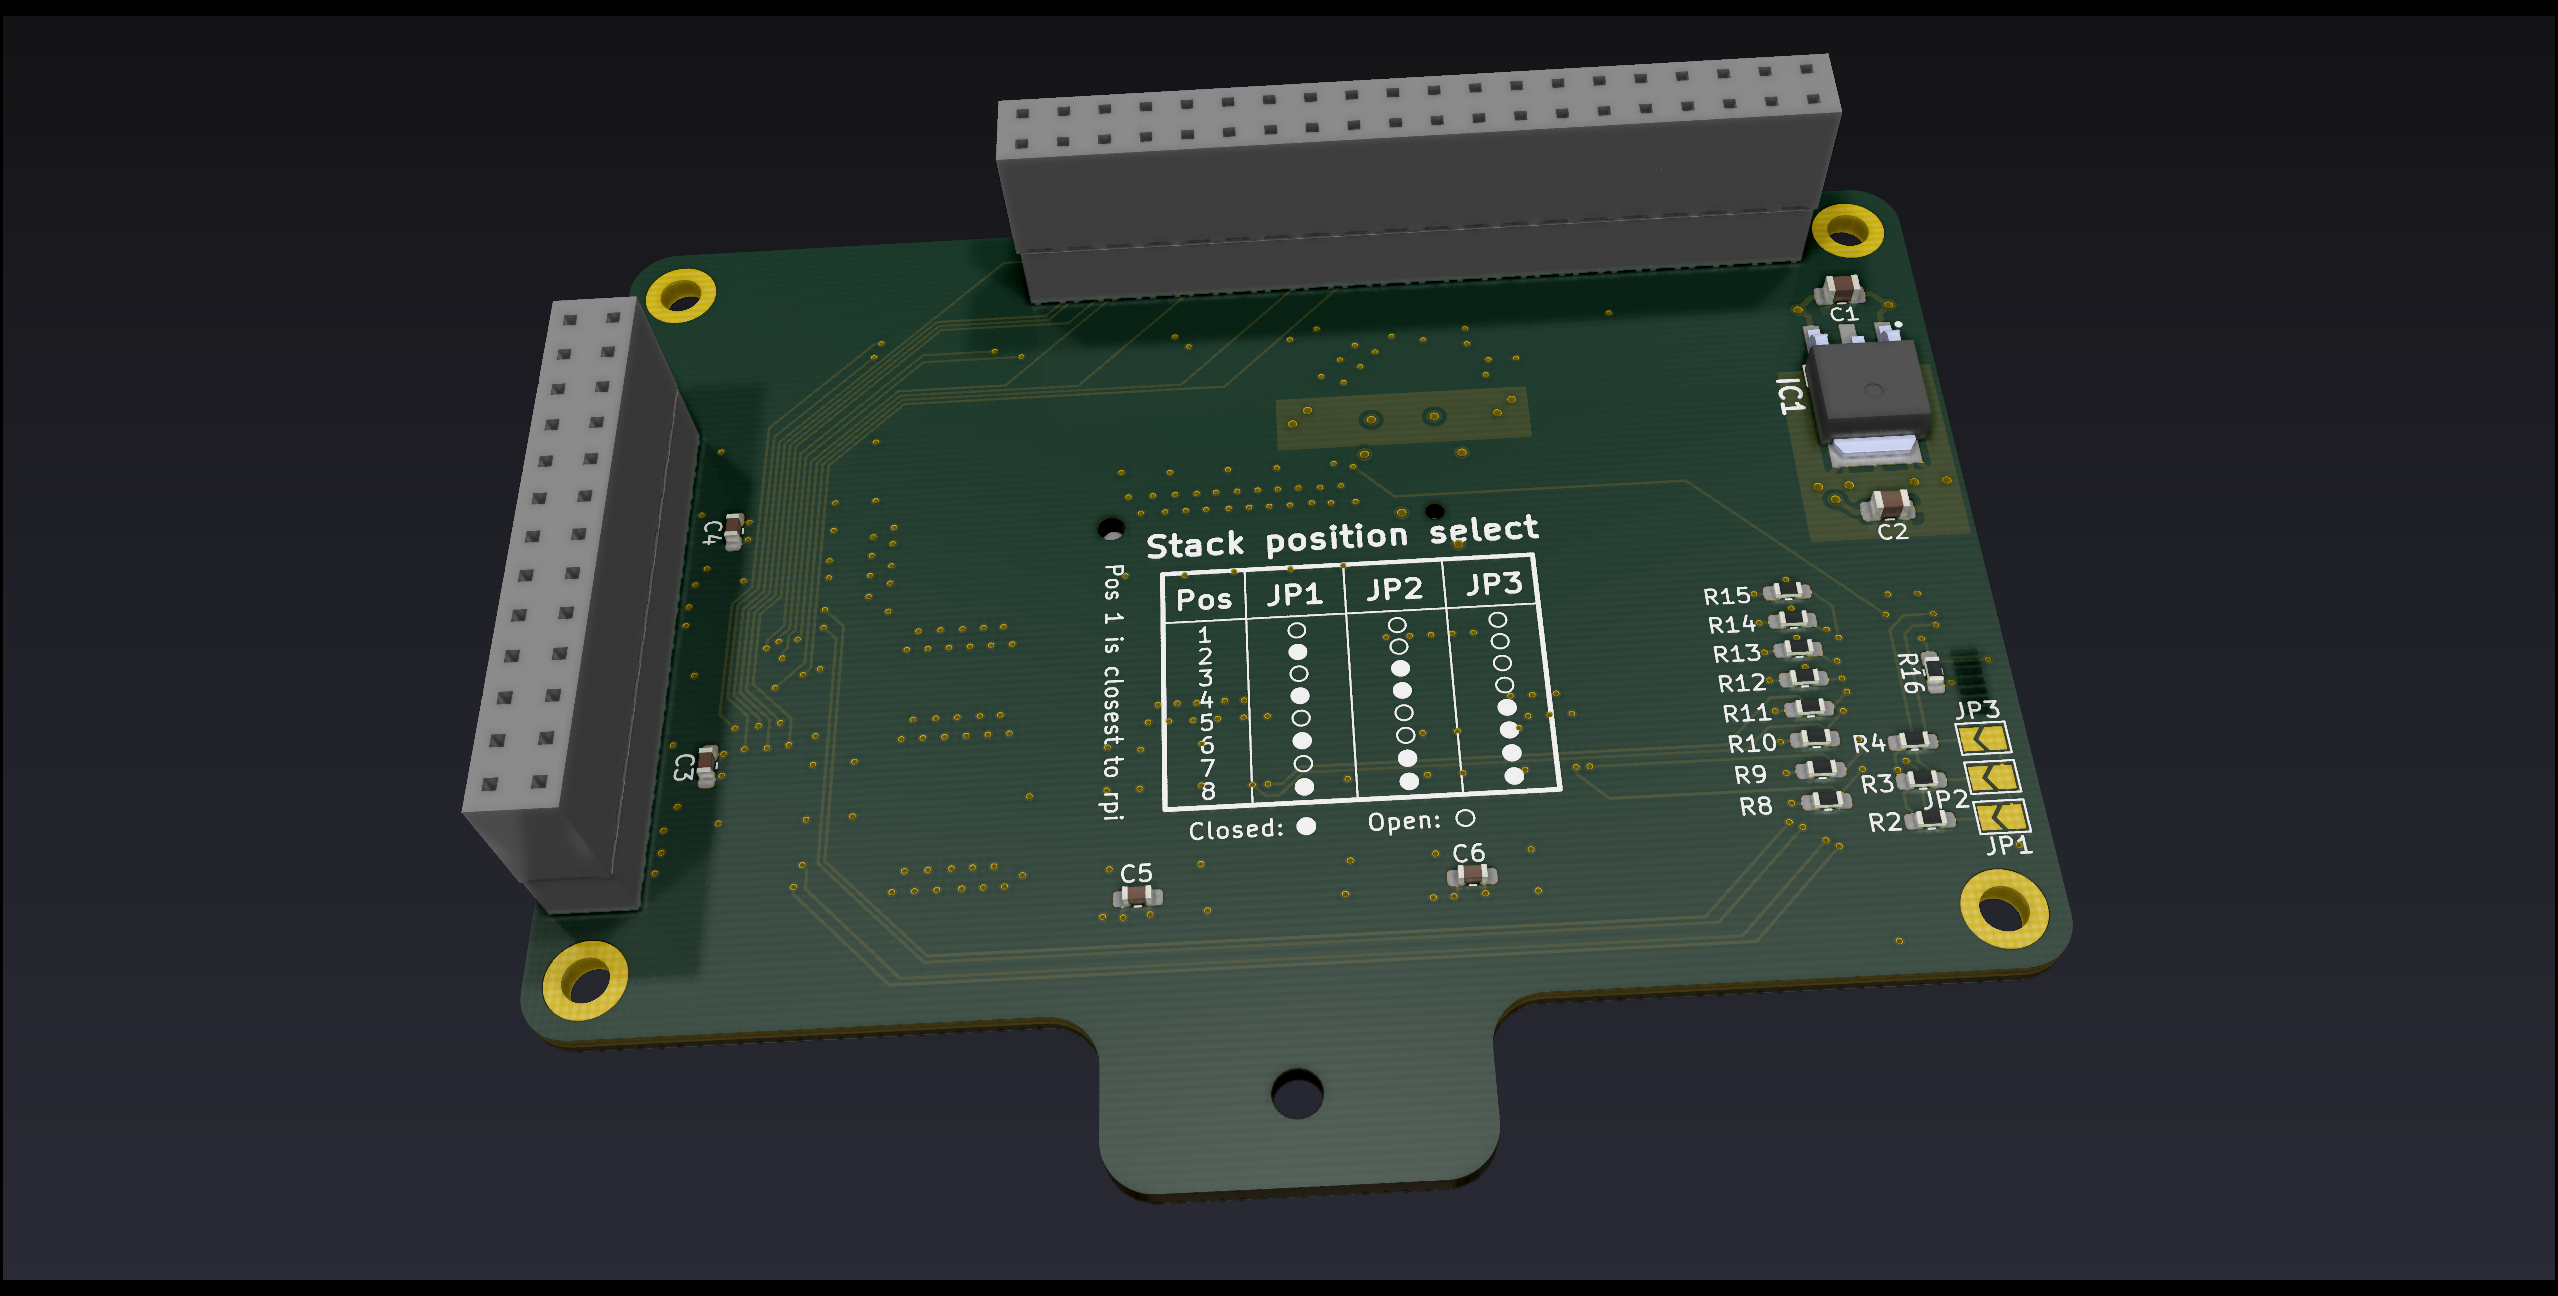 C1
IC1
C2
C4
C3
Stack position select
Pos 1 is closest to rpi
Pos JP1 JP2 JP3
1 ○ ○ ○
2 ● ○ ○
3 ○ ● ○
4 ● ● ○
5 ○ ○ ●
6 ● ○ ●
7 ○ ● ●
8 ● ● ●
Closed: ● Open: ○
R15
R14
R13
R12
R11
R10
R9
R8
R16
R4
R3
R2
JP3
JP2
JP1
C5
C6